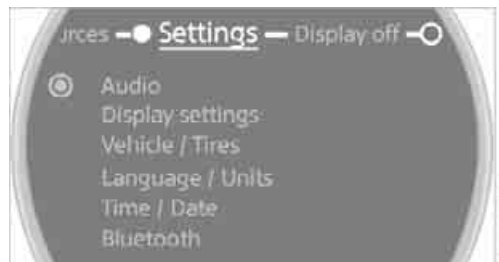 urces Settings Display off
Audio
Display settings
Vehicle / Tires
Language / Units
Time / Date
Bluetooth